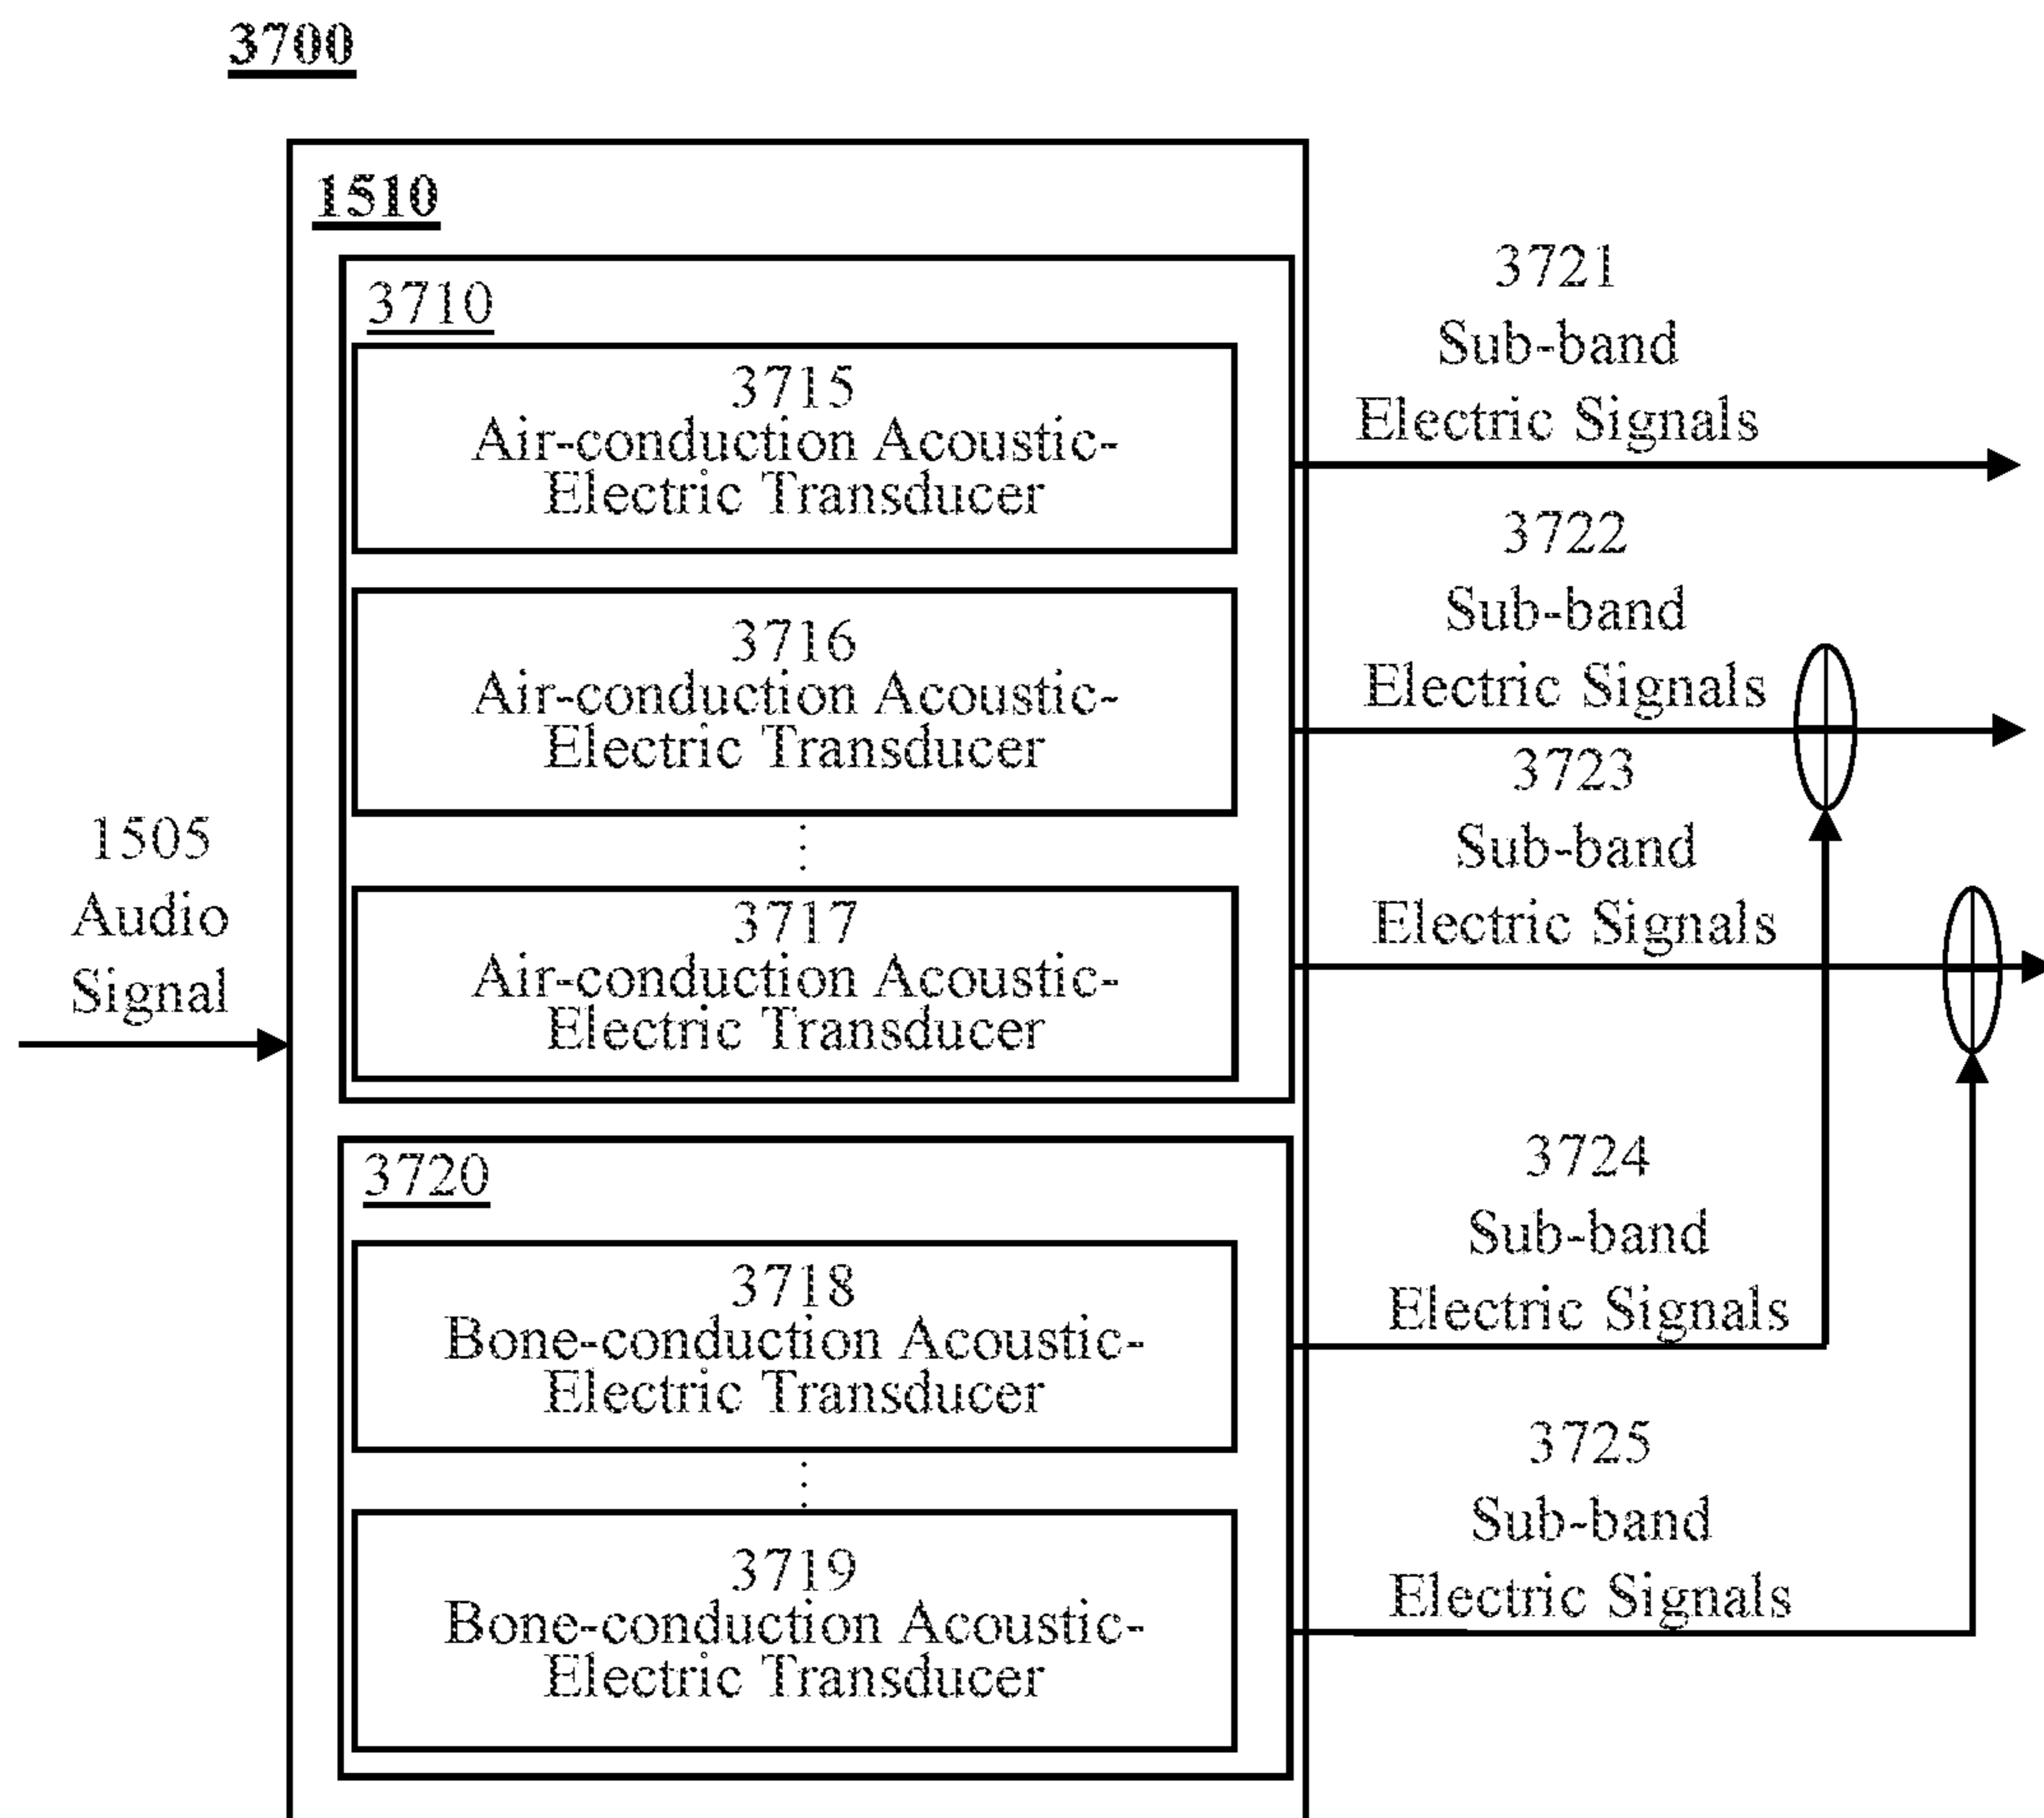 3700
1510
3710
3715
Air-conduction Acoustic-
Electric Transducer
3716
Air-conduction Acoustic-
Electric Transducer
3717
Air-conduction Acoustic-
Electric Transducer
3720
3718
Bone-conduction Acoustic-
Electric Transducer
3719
Bone-conduction Acoustic-
Electric Transducer
1505
Audio
Signal
3721
Sub-band
Electric Signals
3722
Sub-band
Electric Signals
3723
Sub-band
Electric Signals
3724
Sub-band
Electric Signals
3725
Sub-band
Electric Signals